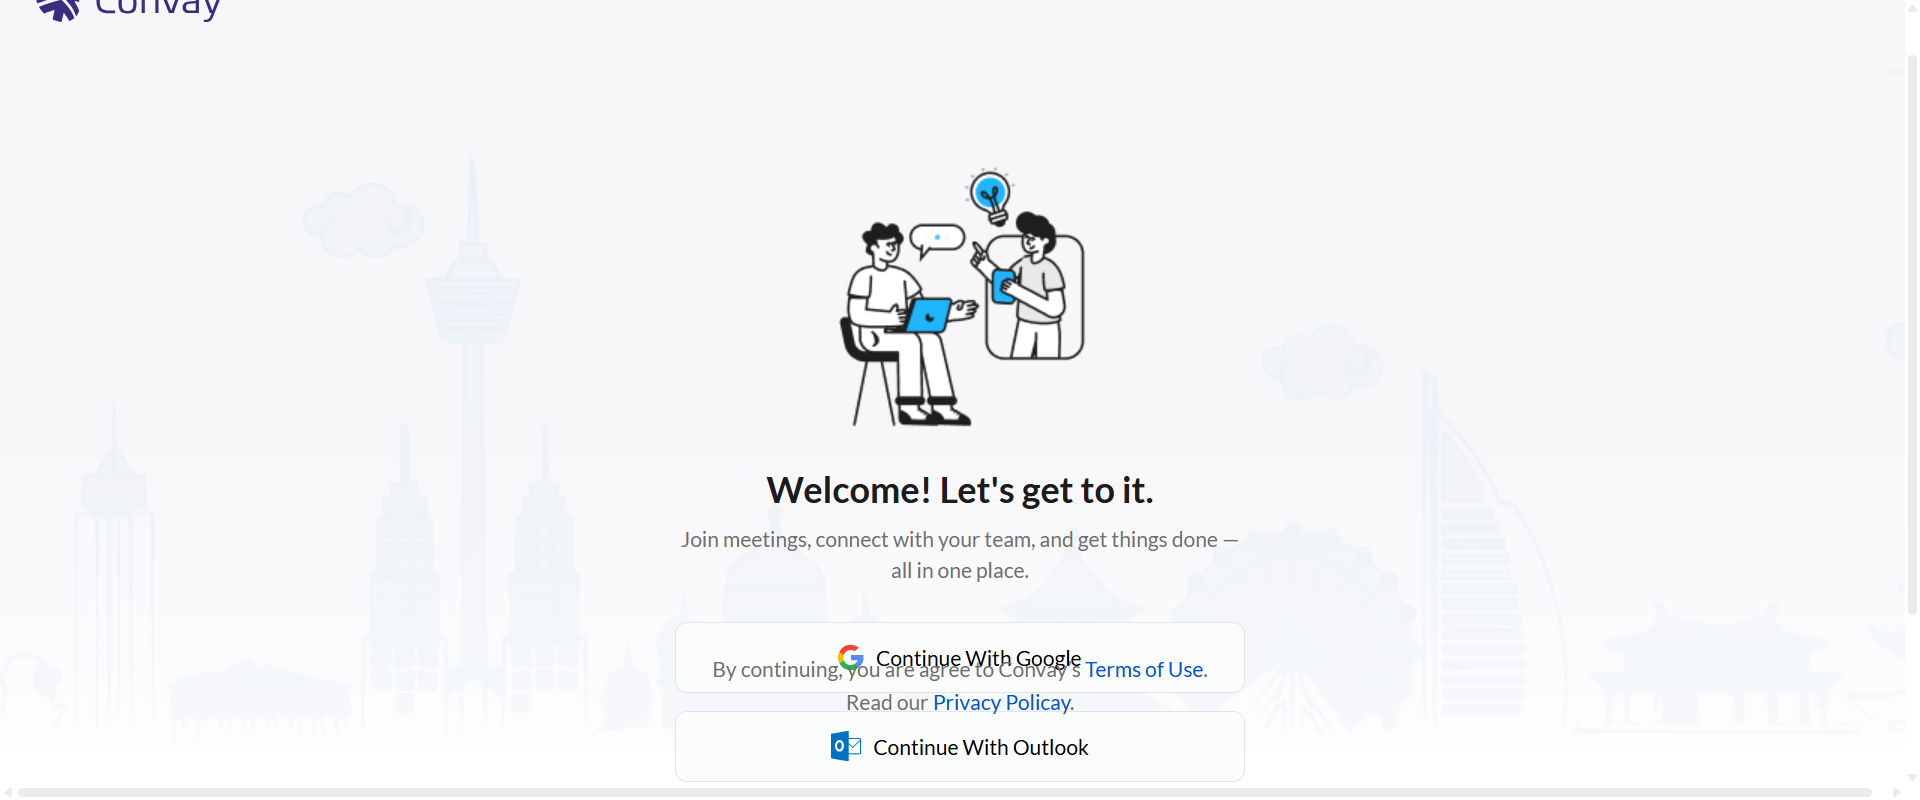 Convay
Welcome! Let's get to it.
Join meetings, connect with your team, and get things done —
all in one place.
Continue With Google
By continuing, you are agree to Convay's Terms of Use.
Read our Privacy Policay.
Continue With Outlook